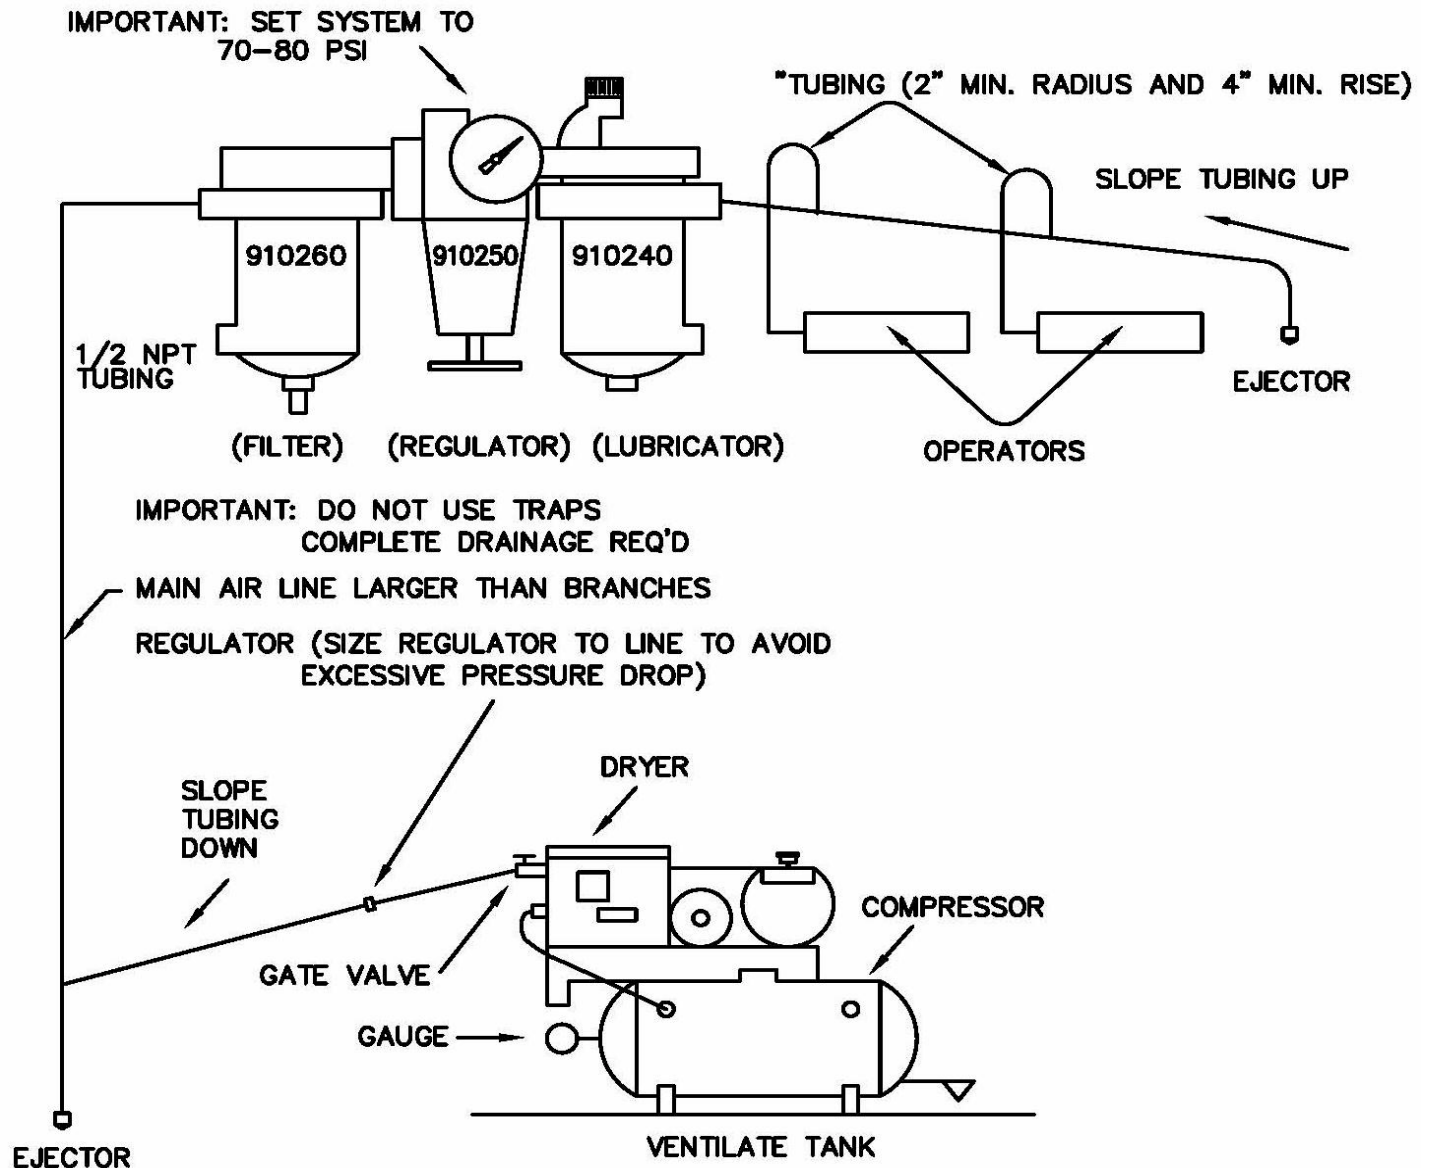 IMPORTANT: SET SYSTEM TO
70-80 PSI
"TUBING (2" MIN. RADIUS AND 4" MIN. RISE)
SLOPE TUBING UP
910260
910250
910240
1/2 NPT
TUBING
EJECTOR
(FILTER)
(REGULATOR)
(LUBRICATOR)
OPERATORS
IMPORTANT: DO NOT USE TRAPS
COMPLETE DRAINAGE REQ'D
MAIN AIR LINE LARGER THAN BRANCHES
REGULATOR (SIZE REGULATOR TO LINE TO AVOID
EXCESSIVE PRESSURE DROP)
DRYER
SLOPE
TUBING
DOWN
COMPRESSOR
GATE VALVE
GAUGE
VENTILATE TANK
EJECTOR